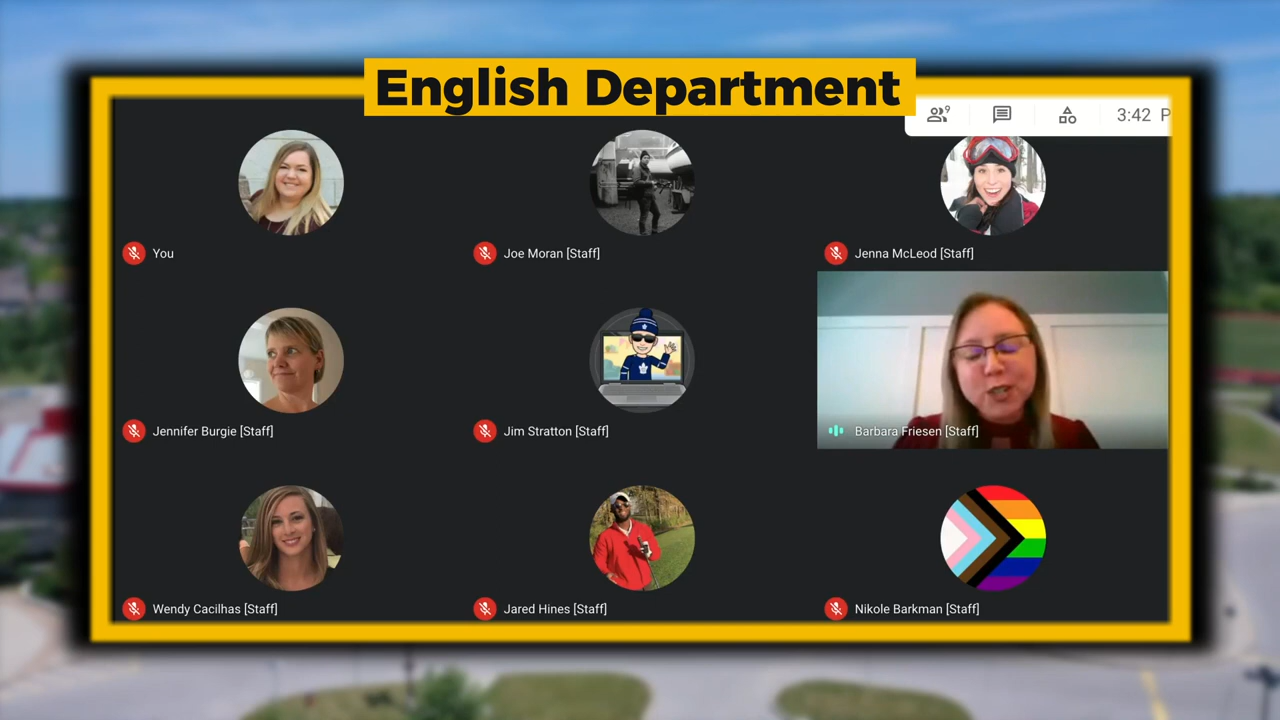 English Department
9
3:42 P
You
Joe Moran [Staff]
Jenna McLeod [Staff]
Jennifer Burgie [Staff]
Jim Stratton [Staff]
Barbara Friesen [Staff]
Wendy Cacilhas [Staff]
Jared Hines [Staff]
Nikole Barkman [Staff]